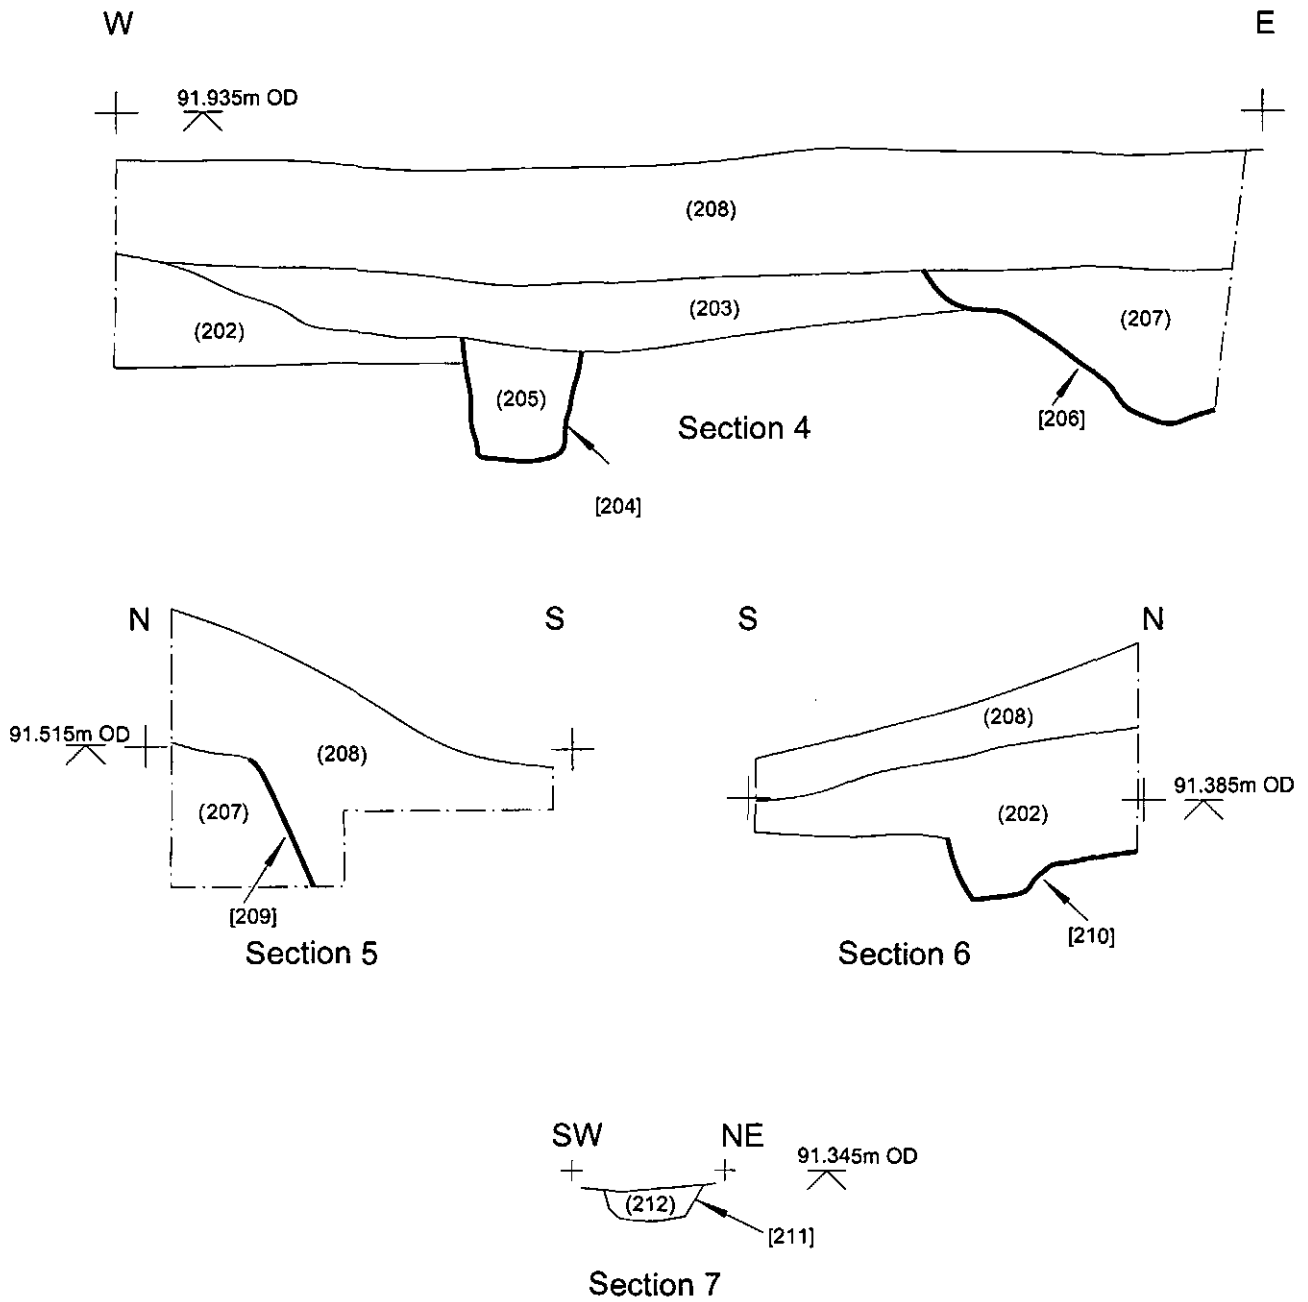 W
E
91.935m OD
(208)
(203)
(202)
(207)
(205)
[206]
Section 4
[204]
N
S
S
N
91.515m OD
(208)
(207)
[209]
Section 5
(208)
91.385m OD
(202)
[210]
Section 6
SW
NE
91.345m OD
(212)
[211]
Section 7